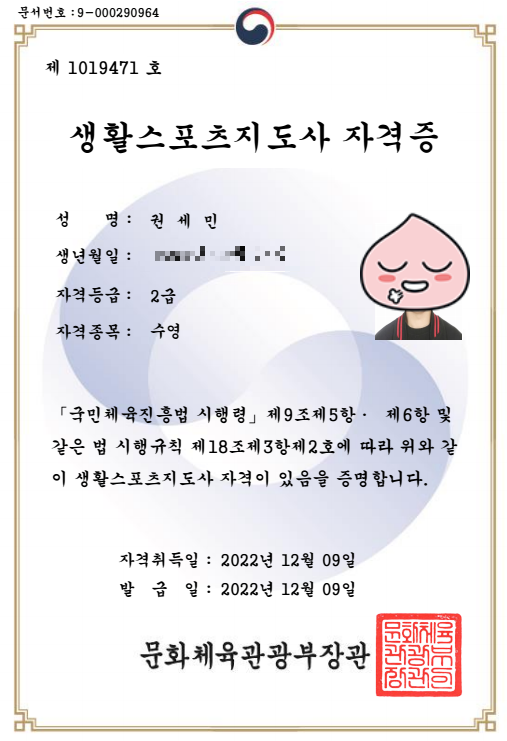 문서번호 :9-000290964
제 1019471 호
생활스포츠지도사 자격증
성 명 : 권 세 민
생년월일 :
자격등급 : 2급
자격종목 : 수영
「국민체육진흥법 시행령」제9조제5항· 제6항 및
같은 법 시행규칙 제18조제3항제2호에 따라 위와 같
이 생활스포츠지도사 자격이 있음을 증명합니다.
자격취득일 : 2022년 12월 09일
발 급 일 : 2022년 12월 09일
문화체육관광부장관
문화체육
관광부
장관의